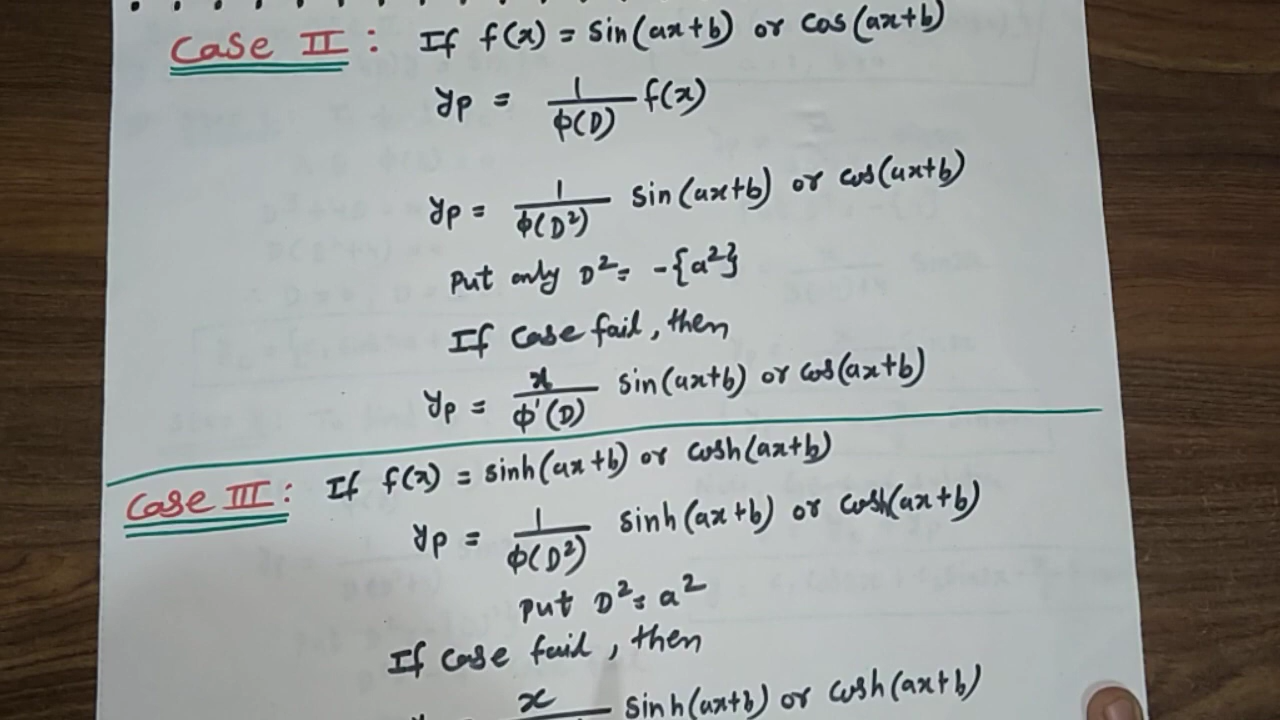 Case II : If f(x) = sin(ax+b) or cos(ax+b)
yp = 1/ϕ(D) f(x)
yp = 1/ϕ(D²) sin(ax+b) or cos(ax+b)
Put only D² = -{a²}
If case fail, then
yp = x/ϕ'(D) sin(ax+b) or cos(ax+b)
Case III : If f(x) = sinh(ax+b) or cosh(ax+b)
yp = 1/ϕ(D²) sinh(ax+b) or cosh(ax+b)
Put D² = a²
If case fail, then
x sinh(ax+b) or cosh(ax+b)